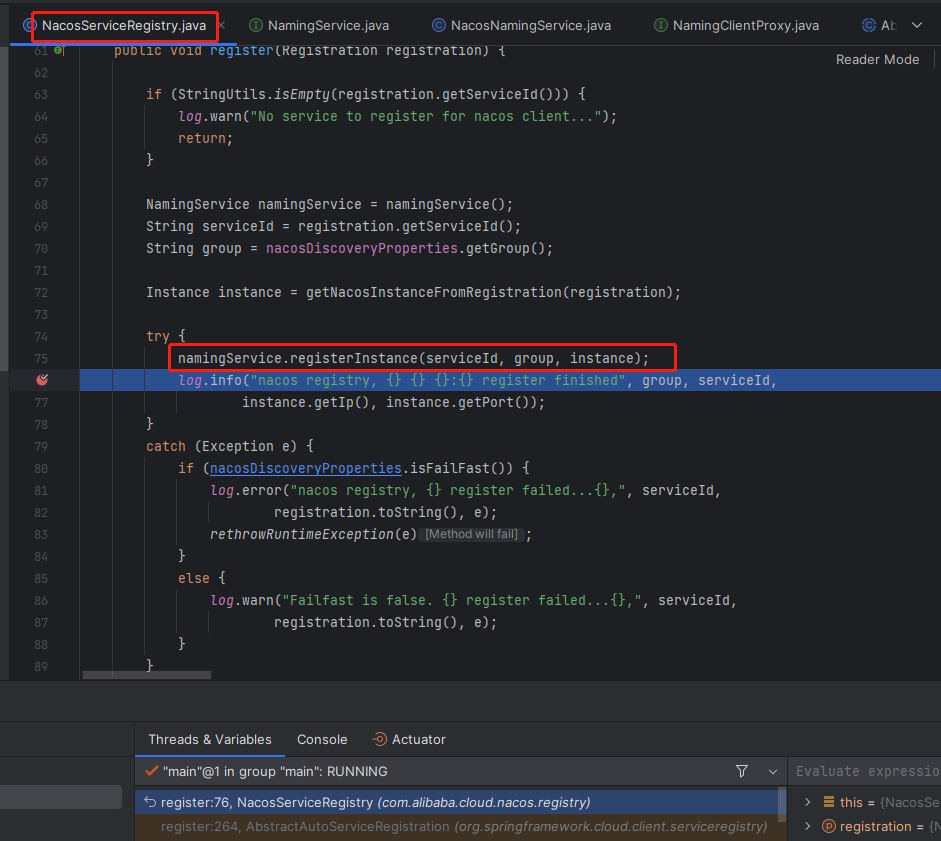 NacosServiceRegistry.java NamingService.java NacosNamingService.java NamingClientProxy.java Ab
61 public void register(Registration registration) {
Reader Mode
62
63 if (StringUtils.isEmpty(registration.getServiceId())) {
64 log.warn("No service to register for nacos client...");
65 return;
66 }
67
68 NamingService namingService = namingService();
69 String serviceId = registration.getServiceId();
70 String group = nacosDiscoveryProperties.getGroup();
71
72 Instance instance = getNacosInstanceFromRegistration(registration);
73
74 try {
75 namingService.registerInstance(serviceId, group, instance);
log.info("nacos registry, {} {} {}:{} register finished", group, serviceId,
77 instance.getIp(), instance.getPort());
78 }
79 catch (Exception e) {
80 if (nacosDiscoveryProperties.isFailFast()) {
81 log.error("nacos registry, {} register failed...{},", serviceId,
82 registration.toString(), e);
83 rethrowRuntimeException(e) [Method will fail] ;
84 }
85 else {
86 log.warn("Failfast is false. {} register failed...{},", serviceId,
87 registration.toString(), e);
88 }
89 }
Threads & Variables Console Actuator
"main"@1 in group "main": RUNNING
Evaluate expressio
register:76, NacosServiceRegistry (com.alibaba.cloud.nacos.registry)
this = {NacosSe
register:264, AbstractAutoServiceRegistration (org.springframework.cloud.client.serviceregistry)
registration = {N